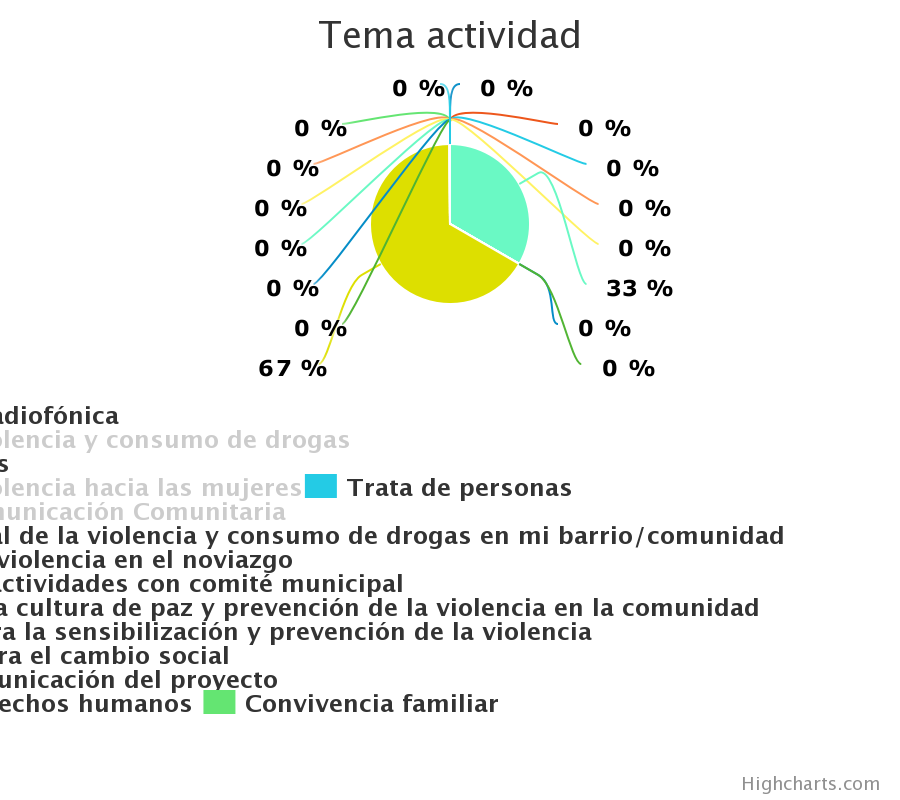 Tema actividad
0 % 0 %
0 % 0 %
0 % 0 %
0 % 0 %
0 % 0 %
0 % 33 %
0 % 0 %
67 % 0 %
adiofónica
olencia y consumo de drogas
s
olencia hacia las mujeres Trata de personas
municación Comunitaria
al de la violencia y consumo de drogas en mi barrio/comunidad
violencia en el noviazgo
actividades con comité municipal
a cultura de paz y prevención de la violencia en la comunidad
ra la sensibilización y prevención de la violencia
ra el cambio social
unicación del proyecto
echos humanos Convivencia familiar
Highcharts.com